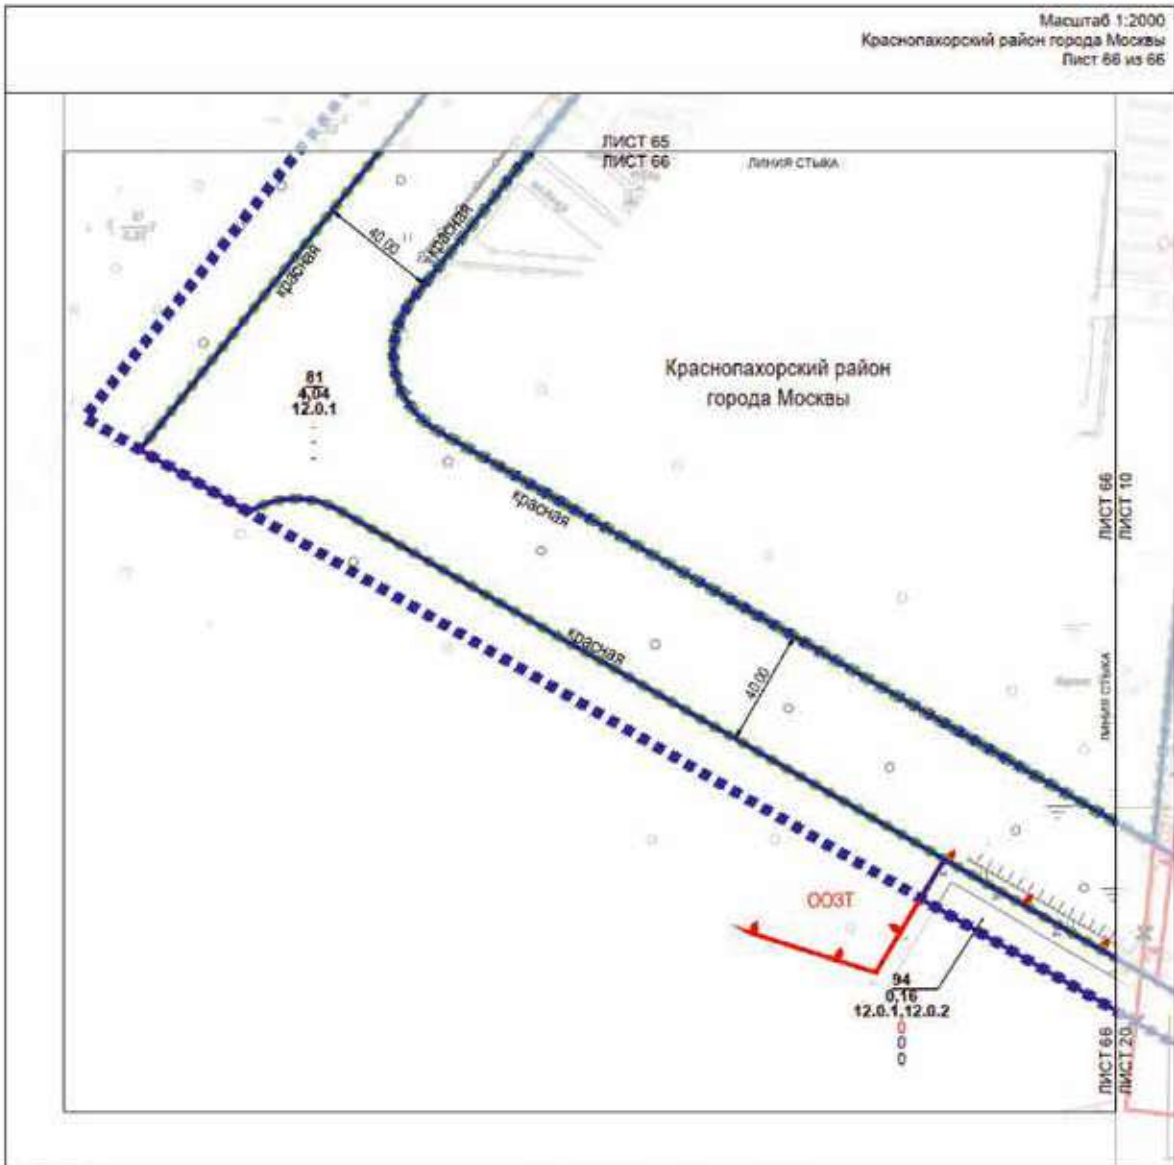 Масштаб 1:2000
Краснопахорский район города Москвы
Лист 66 из 66
ЛИСТ 65
ЛИСТ 66
ЛИНИЯ СТЫКА
40.00
красная
красная
81
4,04
12.0.1
-
-
-
Краснопахорский район
города Москвы
красная
ЛИСТ 66
ЛИСТ 10
красная
40.00
ЛИНИЯ СТЫКА
ООЗТ
94
0,16
12.0.1,12.0.2
0
0
0
ЛИСТ 66
ЛИСТ 20